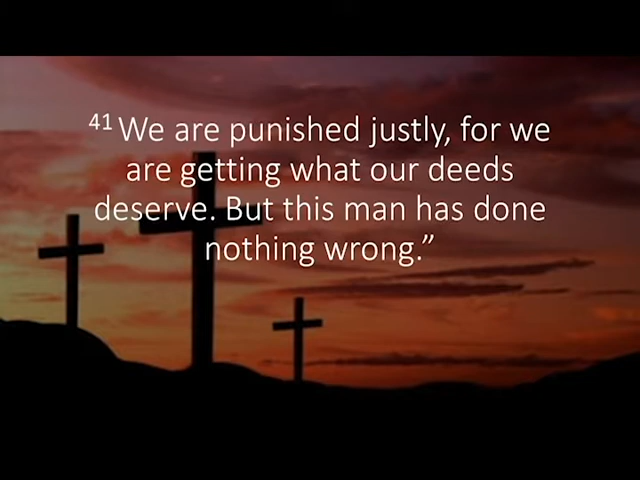 41 We are punished justly, for we
are getting what our deeds
deserve. But this man has done
nothing wrong.”